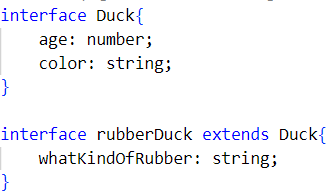 interface Duck{
    age: number;
    color: string;
}

interface rubberDuck extends Duck{
    whatKindOfRubber: string;
}